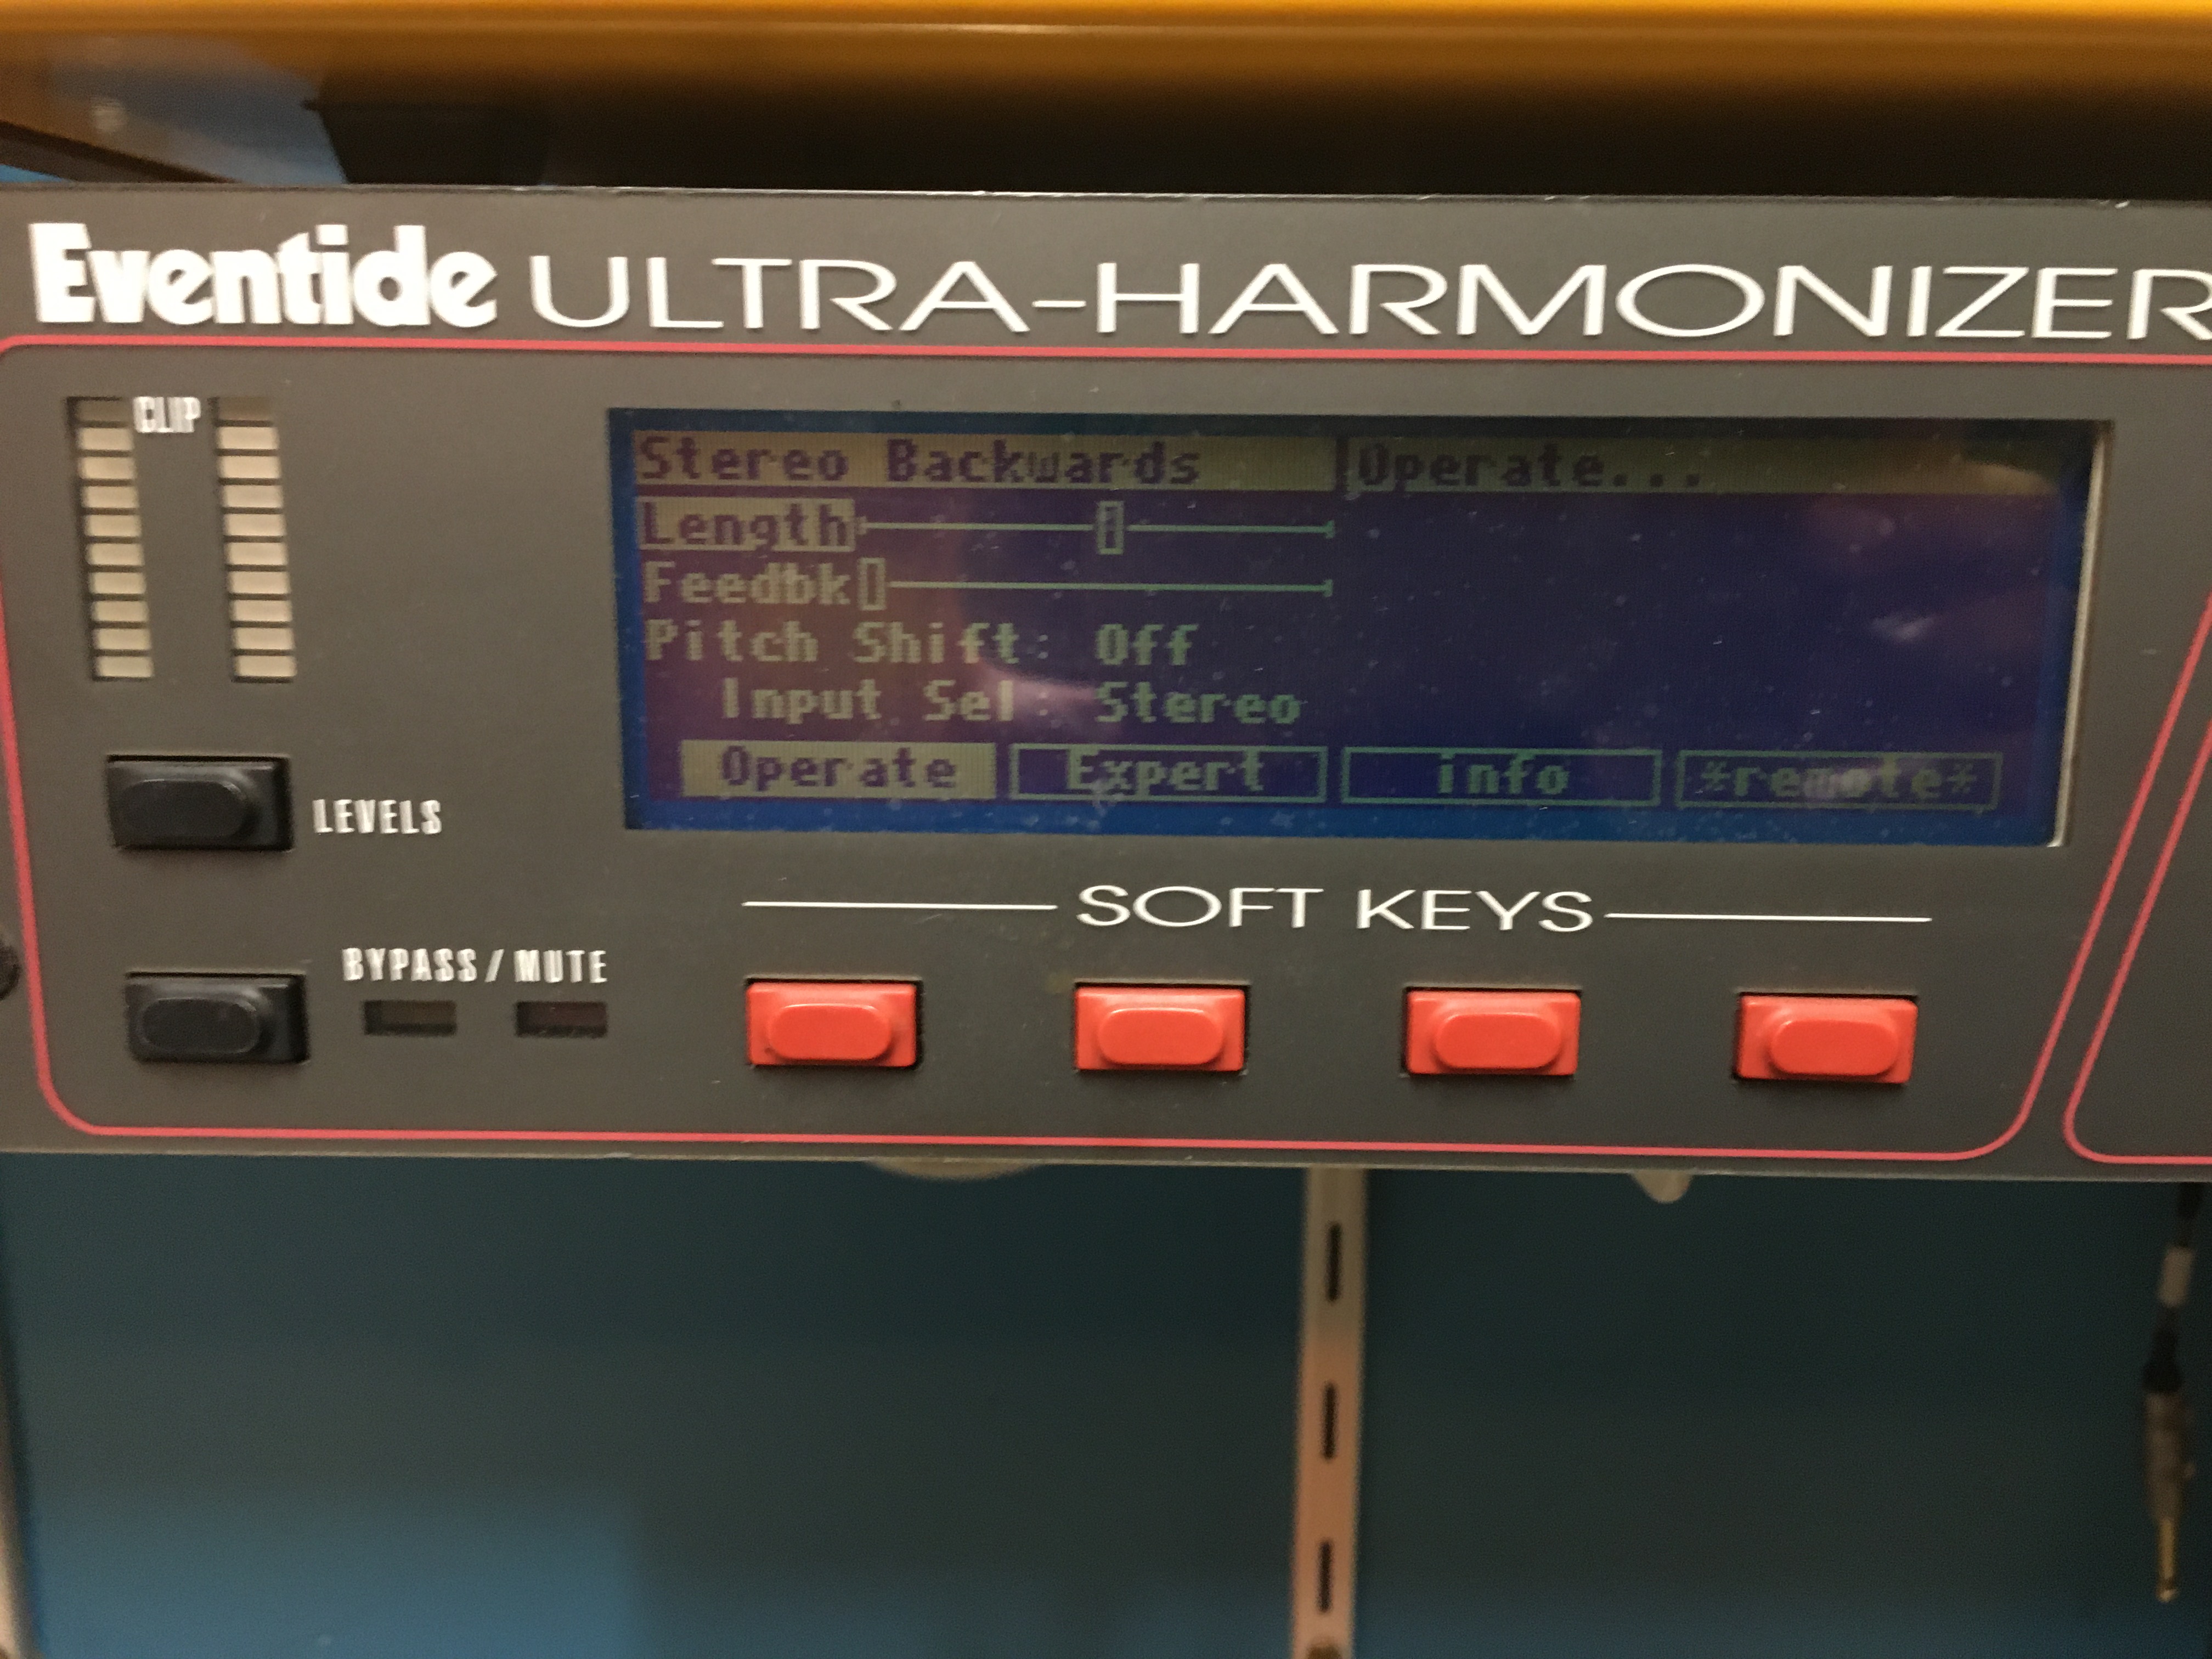 Eventide ULTRA-HARMONIZER
CLIP
Stereo Backwards Operate...
Length
Feedbk
Pitch Shift: Off
Input Sel: Stereo
Operate Expert info *remote*
LEVELS
SOFT KEYS
BYPASS / MUTE